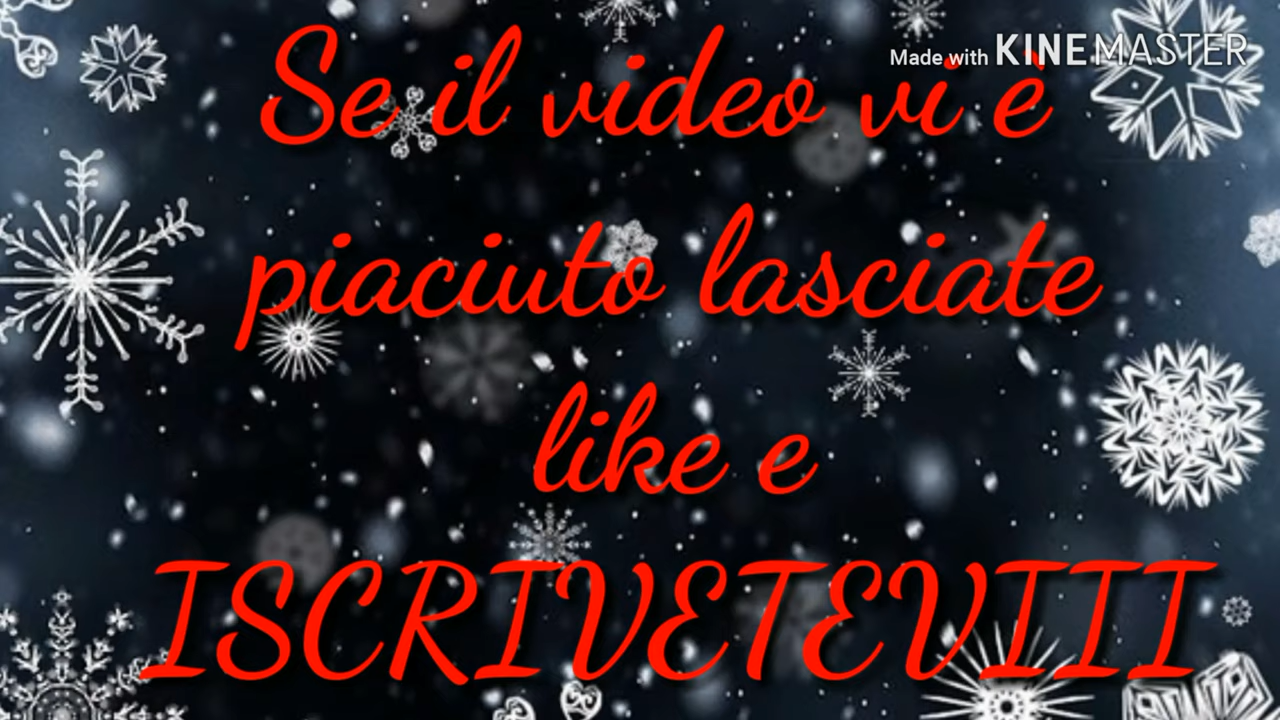 Made with KINEMASTER
Se il video vi è
piaciuto lasciate
like e
ISCRIVETEVIII